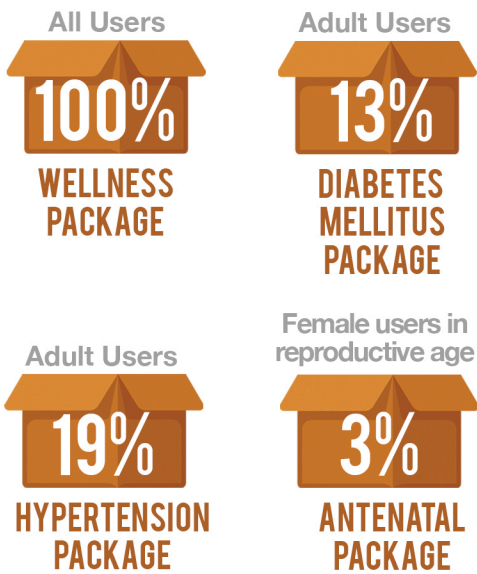 All Users
100%
WELLNESS
PACKAGE
Adult Users
13%
DIABETES
MELLITUS
PACKAGE
Adult Users
19%
HYPERTENSION
PACKAGE
Female users in
reproductive age
3%
ANTENATAL
PACKAGE